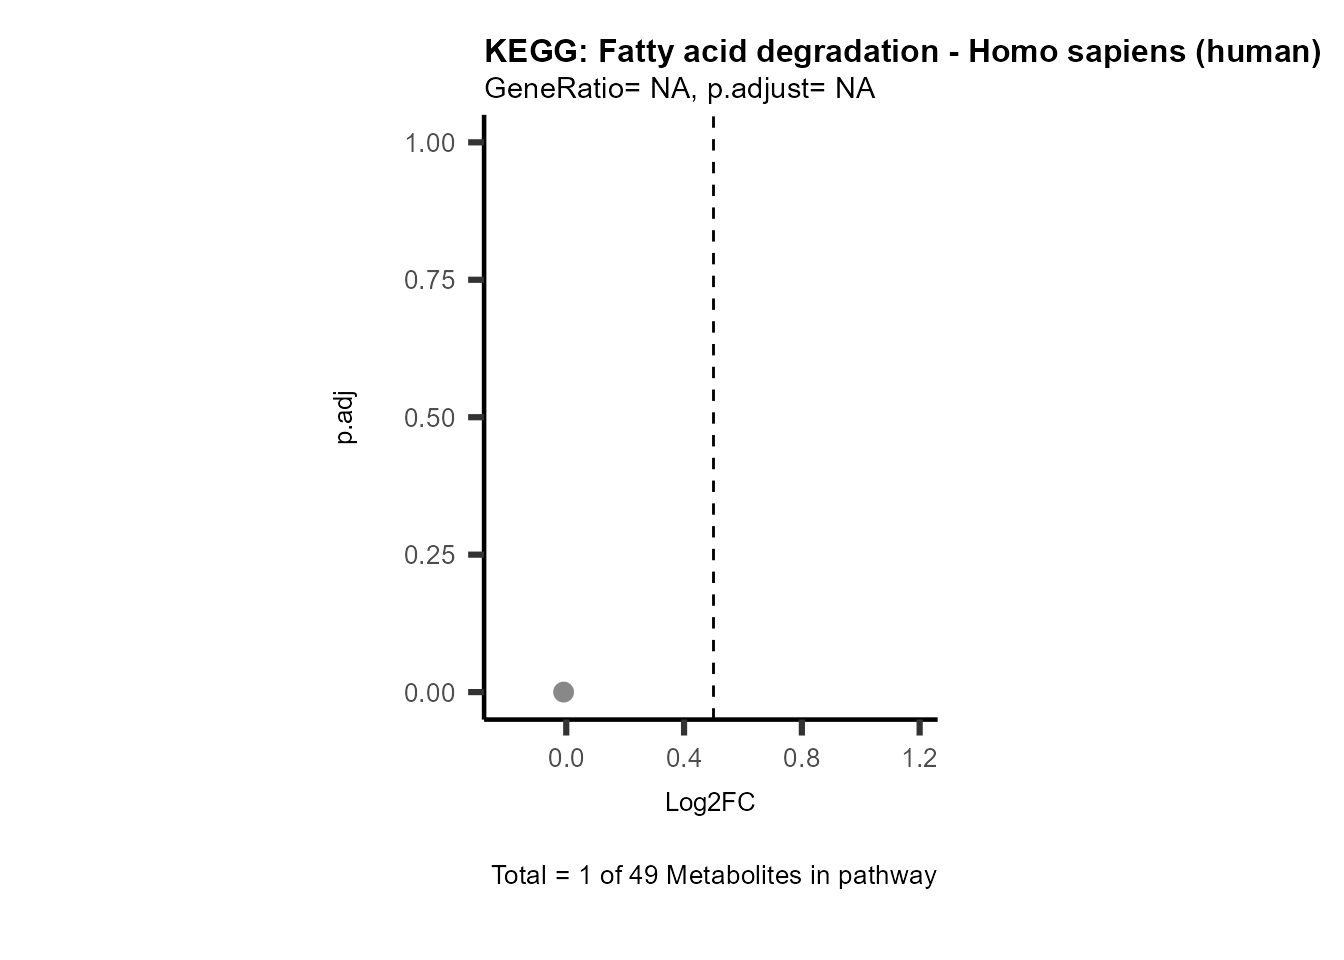 KEGG: Fatty acid degradation - Homo sapiens (human)
GeneRatio= NA, p.adjust= NA
1.00
0.75
0.50
0.25
0.00
p.adj
0.0 0.4 0.8 1.2
Log2FC
Total = 1 of 49 Metabolites in pathway